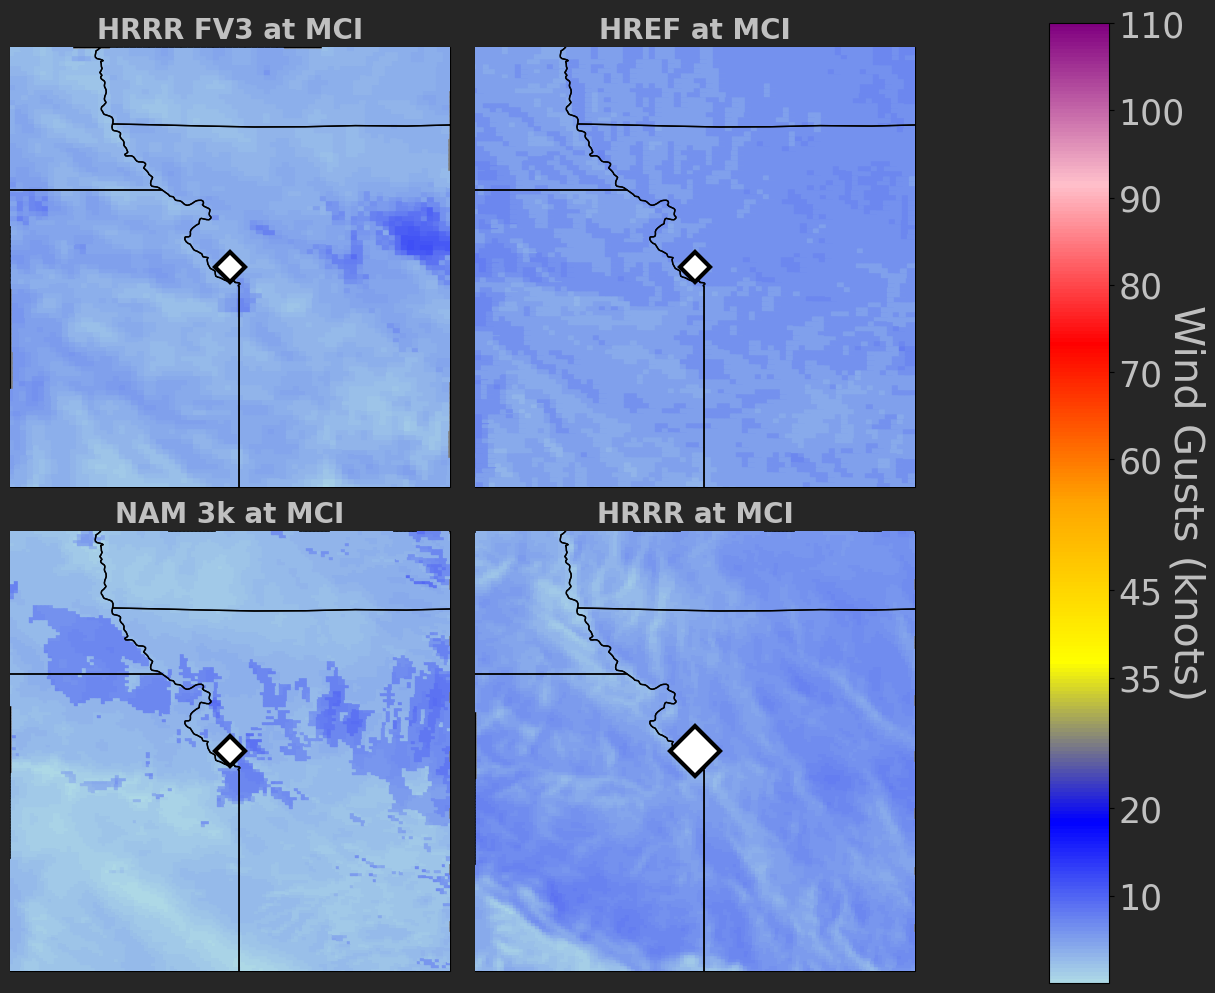 HRRR FV3 at MCI
HREF at MCI
NAM 3k at MCI
HRRR at MCI
110
100
90
80
70
60
45
35
20
10
Wind Gusts (knots)